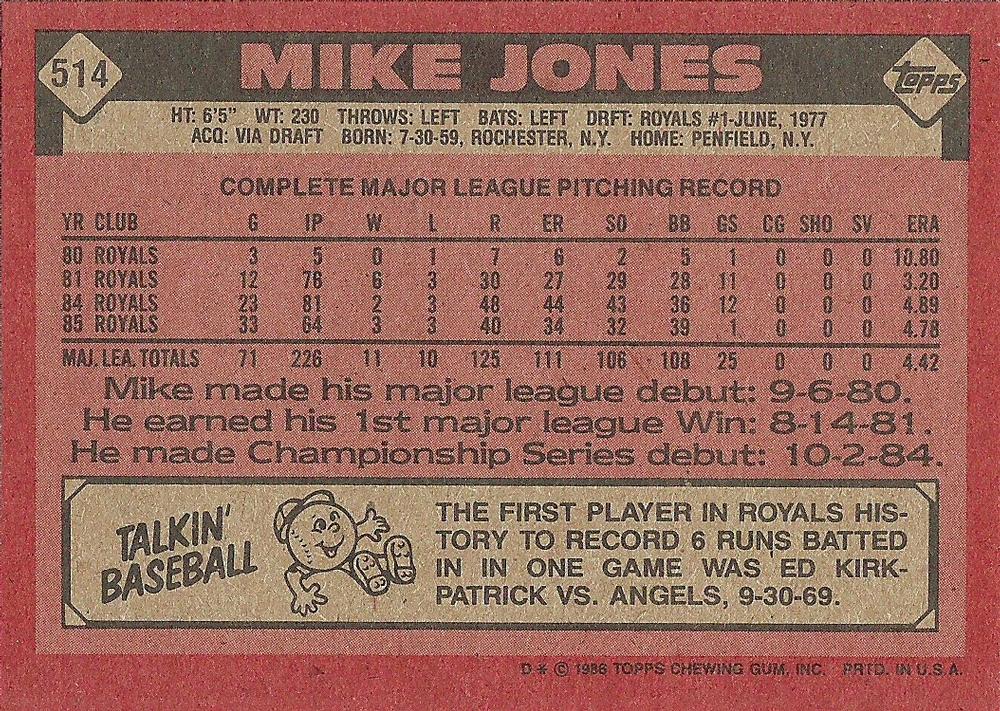 514 MIKE JONES Topps
HT: 6'5" WT: 230 THROWS: LEFT BATS: LEFT DRFT: ROYALS #1-JUNE, 1977
ACQ: VIA DRAFT BORN: 7-30-59, ROCHESTER, N.Y. HOME: PENFIELD, N.Y.
COMPLETE MAJOR LEAGUE PITCHING RECORD
YR CLUB G IP W L R ER SO BB GS CG SHO SV ERA
80 ROYALS 3 5 0 1 7 6 2 5 1 0 0 0 10.80
81 ROYALS 12 76 6 3 30 27 29 28 11 0 0 0 3.20
84 ROYALS 23 81 2 3 48 44 43 36 12 0 0 0 4.89
85 ROYALS 33 64 3 3 40 34 32 39 1 0 0 0 4.78
MAJ. LEA. TOTALS 71 226 11 10 125 111 106 108 25 0 0 0 4.42
Mike made his major league debut: 9-6-80.
He earned his 1st major league Win: 8-14-81.
He made Championship Series debut: 10-2-84.
TALKIN'
BASEBALL
THE FIRST PLAYER IN ROYALS HIS-
TORY TO RECORD 6 RUNS BATTED
IN IN ONE GAME WAS ED KIRK-
PATRICK VS. ANGELS, 9-30-69.
D * © 1986 TOPPS CHEWING GUM, INC. PRTD. IN U.S.A.